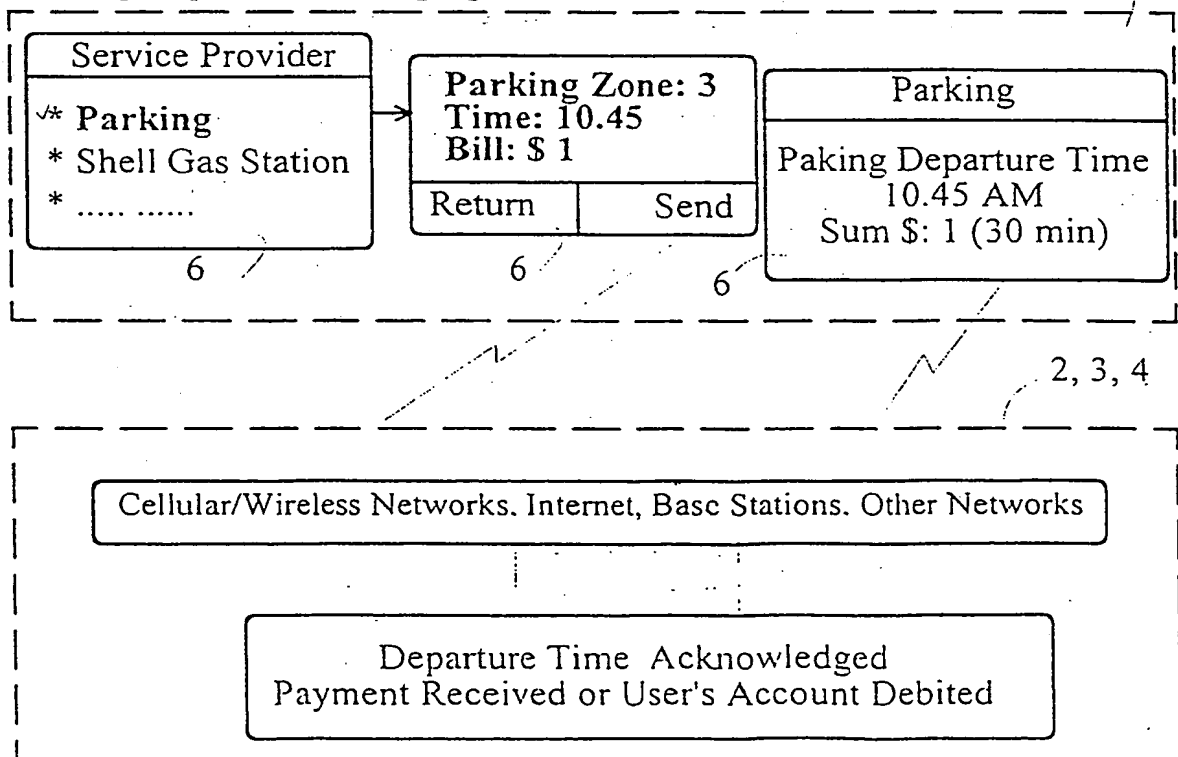 Service Provider
* Parking
* Shell Gas Station
* ..... ......
6
Parking Zone: 3
Time: 10.45
Bill: $ 1
Return Send
6
Parking
Paking Departure Time
10.45 AM
Sum $: 1 (30 min)
6
2, 3, 4
Cellular/Wireless Networks. Internet, Base Stations. Other Networks
Departure Time Acknowledged
Payment Received or User's Account Debited